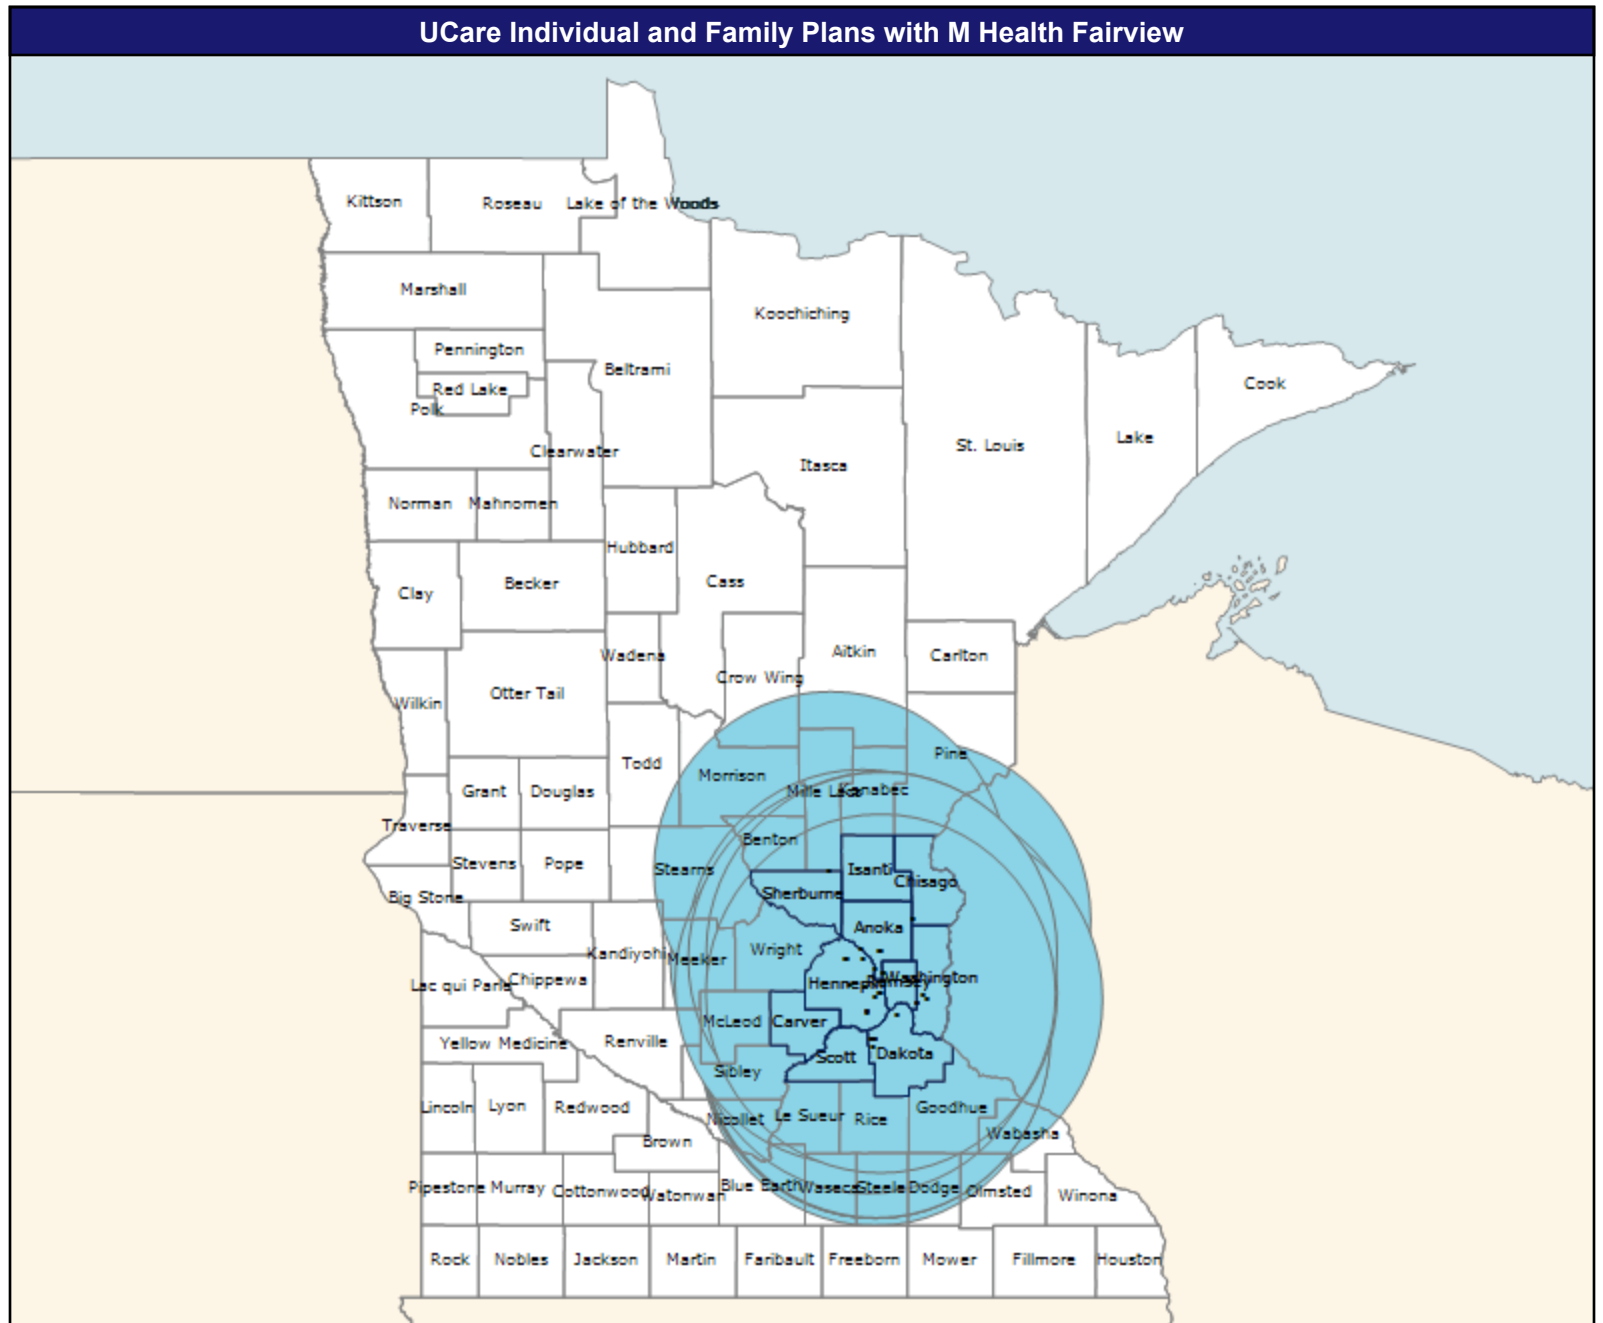 UCare Individual and Family Plans with M Health Fairview
Kittson
Roseau
Lake of the Woods
Marshall
Koochiching
Pennington
Beltrami
Red Lake
Polk
Cook
Clearwater
St. Louis
Lake
Itasca
Norman
Mahnomen
Hubbard
Cass
Clay
Becker
Wadena
Aitkin
Carlton
Crow Wing
Otter Tail
Wilkin
Pine
Todd
Morrison
Grant
Douglas
Mille Lacs
Kanabec
Traverse
Benton
Stevens
Pope
Stearns
Isanti
Chisago
Big Stone
Sherburne
Swift
Anoka
Kandiyohi
Meeker
Wright
Lac qui Parle
Chippewa
Hennepin
Ramsey
Washington
McLeod
Carver
Yellow Medicine
Renville
Scott
Dakota
Sibley
Lincoln
Lyon
Redwood
Nicollet
Le Sueur
Rice
Goodhue
Brown
Wabasha
Pipestone
Murray
Cottonwood
Watonwan
Blue Earth
Waseca
Steele
Dodge
Olmsted
Winona
Rock
Nobles
Jackson
Martin
Faribault
Freeborn
Mower
Fillmore
Houston